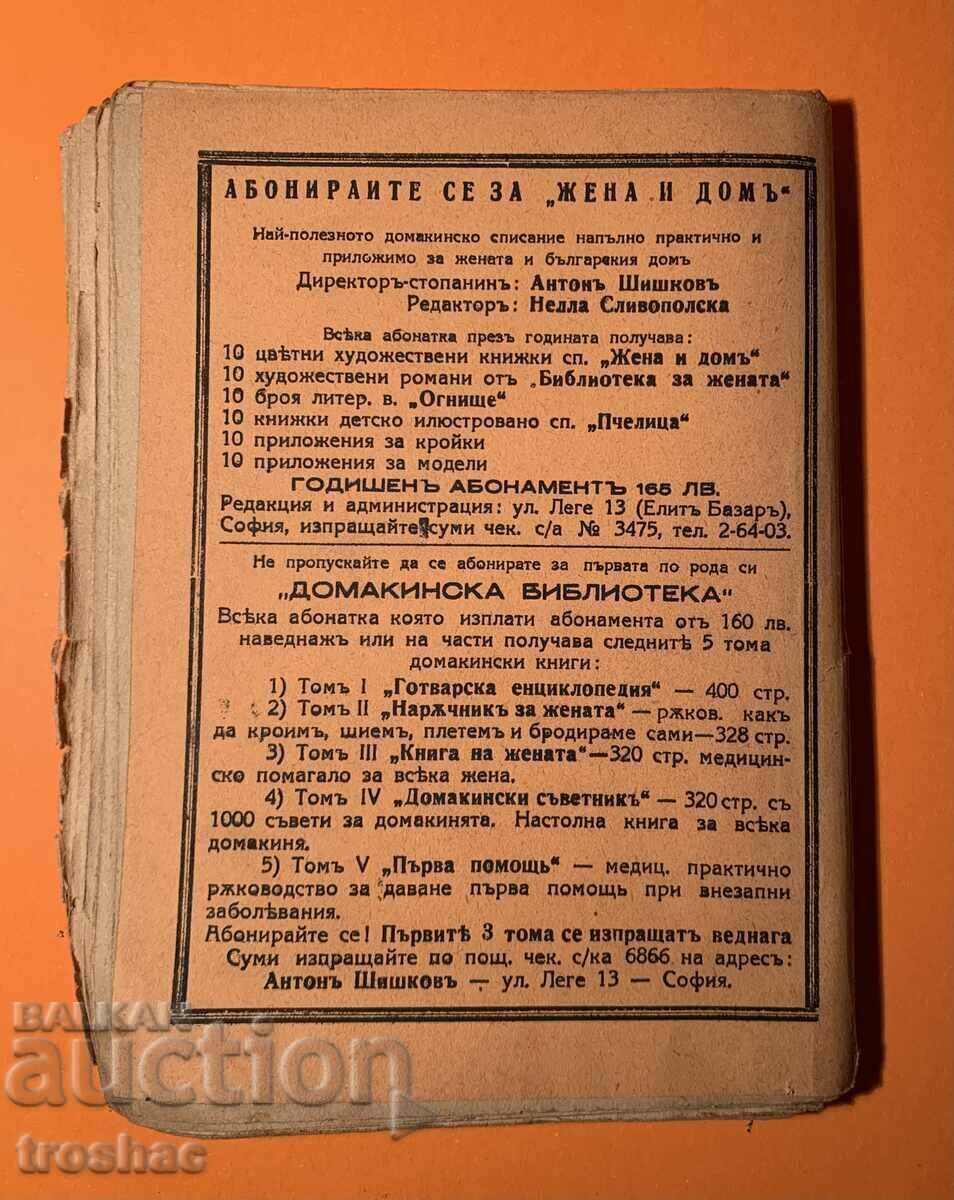 АБОНИРАИТЕ СЕ ЗА „ЖЕНА И ДОМЪ“
Най-полезното домакинско списание напълно практично и
приложимо за жената и българския домъ
Директоръ-стопанинъ: Антонъ Шишковъ
Редакторъ: Нелла Сливополска
Всѣка абонатка презъ годината получава:
10 цвѣтни художествени книжки сп. „Жена и домъ“
10 художествени романи отъ „Библиотека за жената“
10 броя литер. в. „Огнище“
10 книжки детско илюстровано сп. „Пчелица“
10 приложения за кройки
10 приложения за модели
ГОДИШЕНЪ АБОНАМЕНТЪ 165 ЛВ.
Редакция и администрация: ул. Леге 13 (Елитъ Базаръ),
София, изпращайте суми чек. с/а № 3475, тел. 2-64-03.
Не пропускайте да се абонирате за първата по рода си
„ДОМАКИНСКА БИБЛИОТЕКА“
Всѣка абонатка която изплати абонамента отъ 160 лв.
наведнажъ или на части получава следнитѣ 5 тома
домакински книги:
1) Томъ I „Готварска енциклопедия“ — 400 стр.
2) Томъ II „Нарѫчникъ за жената“ — рѫков. какъ
да кроимъ, шиемъ, плетемъ и бродираме сами—328 стр.
3) Томъ III „Книга на жената“—320 стр. медицин-
ско помагало за всѣка жена.
4) Томъ IV „Домакински съветникъ“ — 320 стр. съ
1000 съвети за домакинята. Настолна книга за всѣка
домакиня.
5) Томъ V „Първа помощь“ — медиц. практично
рѫководство за даване първа помощь при внезапни
заболѣвания.
Абонирайте се! Първитѣ 3 тома се изпращатъ веднага
Суми изпращайте по пощ. чек. с/ка 6866 на адресъ:
Антонъ Шишковъ — ул. Леге 13 — София.
BALKAN
auction
troshac